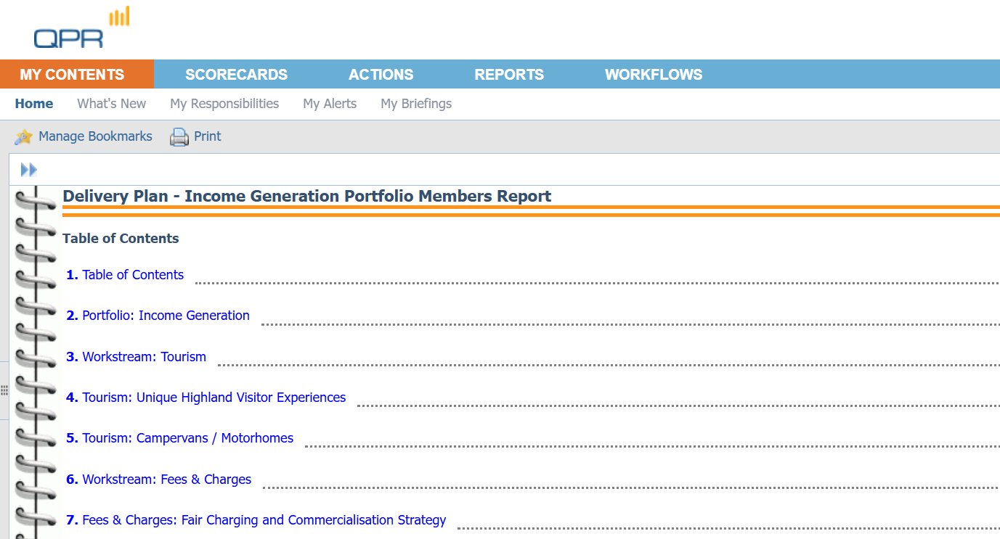 QPR
MY CONTENTS SCORECARDS ACTIONS REPORTS WORKFLOWS
Home What's New My Responsibilities My Alerts My Briefings
Manage Bookmarks Print
Delivery Plan - Income Generation Portfolio Members Report
Table of Contents
1. Table of Contents
2. Portfolio: Income Generation
3. Workstream: Tourism
4. Tourism: Unique Highland Visitor Experiences
5. Tourism: Campervans / Motorhomes
6. Workstream: Fees & Charges
7. Fees & Charges: Fair Charging and Commercialisation Strategy